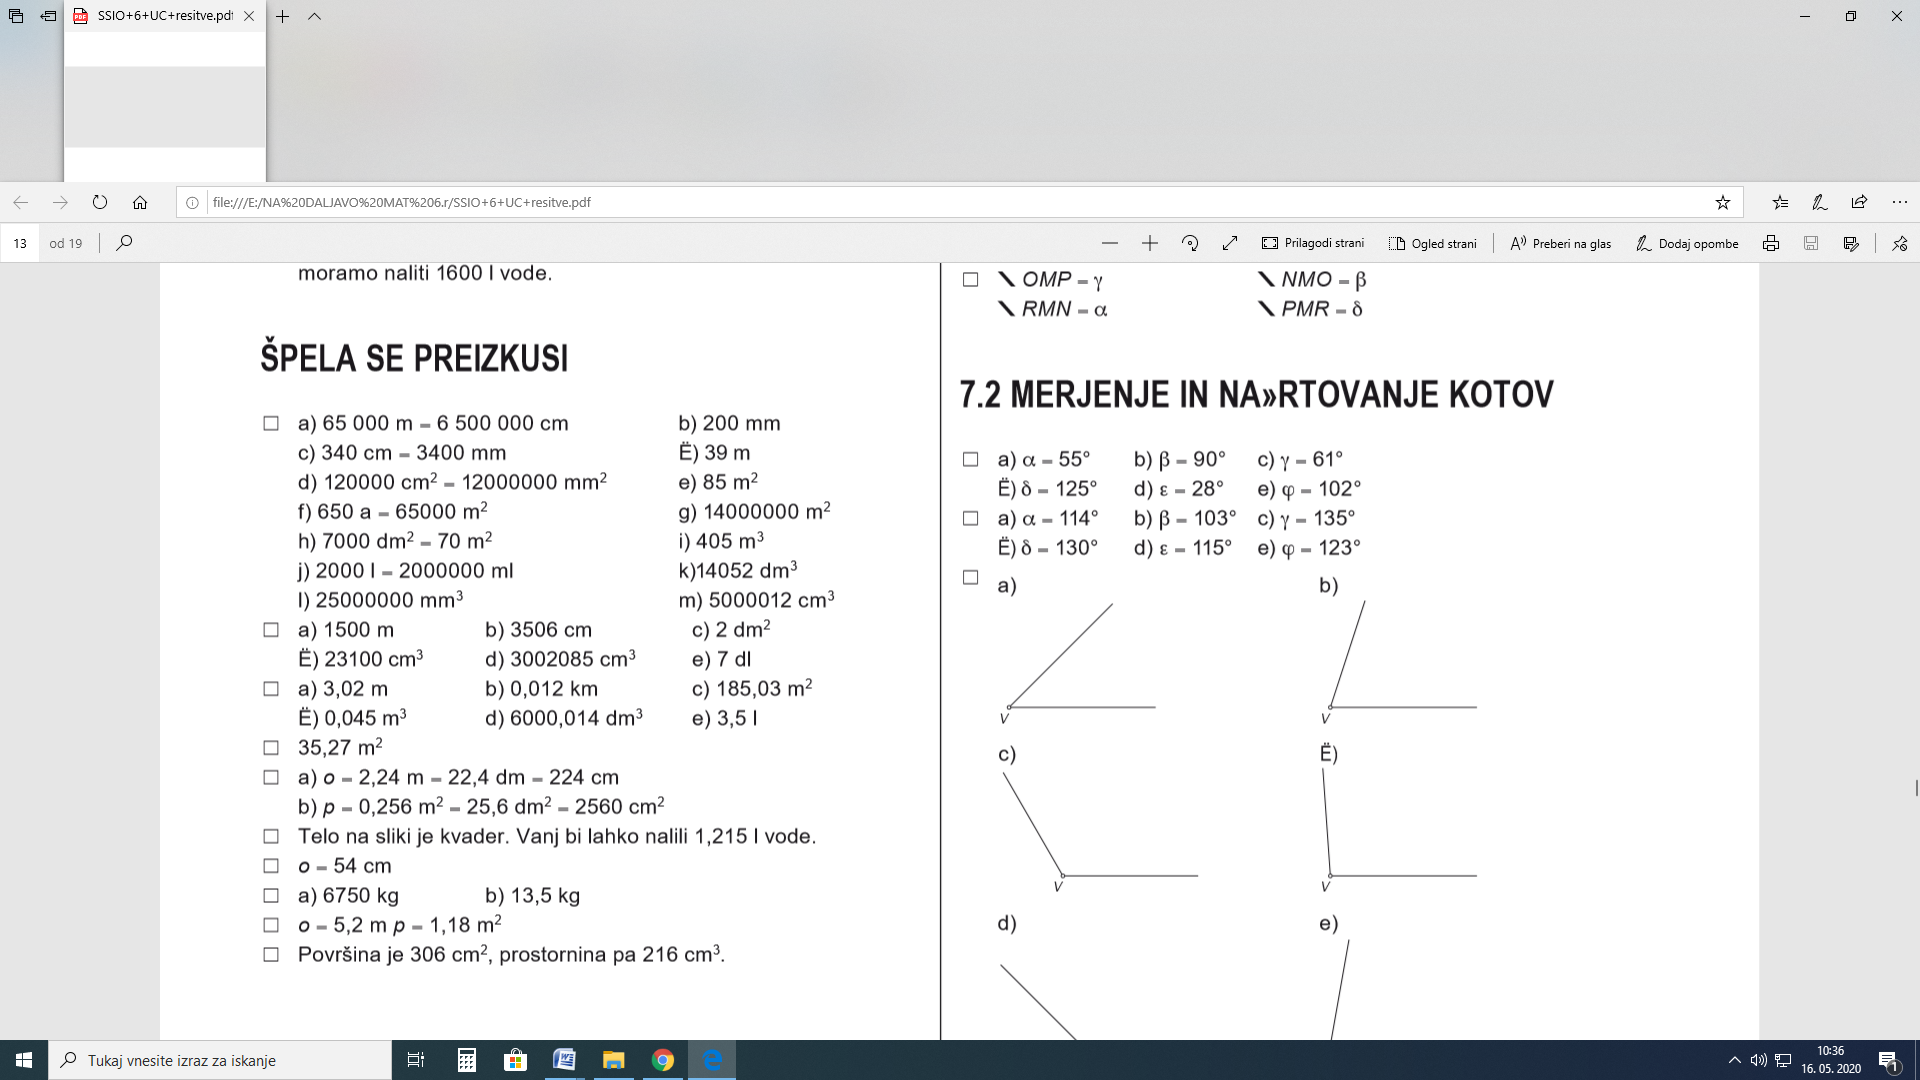 SSIO+6+UC+resitve.pdf
file:///E:/NA%20DALJAVO%20MAT%206.r/SSIO+6+UC+resitve.pdf
13 od 19
Prilagodi strani
Ogled strani
Preberi na glas
Dodaj opombe
moramo naliti 1600 l vode.
ŠPELA SE PREIZKUSI
a) 65 000 m = 6 500 000 cm b) 200 mm
c) 340 cm = 3400 mm Ë) 39 m
d) 120000 cm² = 12000000 mm² e) 85 m²
f) 650 a = 65000 m² g) 14000000 m²
h) 7000 dm² = 70 m² i) 405 m³
j) 2000 l = 2000000 ml k)14052 dm³
l) 25000000 mm³ m) 5000012 cm³
a) 1500 m b) 3506 cm c) 2 dm²
Ë) 23100 cm³ d) 3002085 cm³ e) 7 dl
a) 3,02 m b) 0,012 km c) 185,03 m²
Ë) 0,045 m³ d) 6000,014 dm³ e) 3,5 l
35,27 m²
a) o = 2,24 m = 22,4 dm = 224 cm
b) p = 0,256 m² = 25,6 dm² = 2560 cm²
Telo na sliki je kvader. Vanj bi lahko nalili 1,215 l vode.
o = 54 cm
a) 6750 kg b) 13,5 kg
o = 5,2 m p = 1,18 m²
Površina je 306 cm², prostornina pa 216 cm³.
\ OMP = γ \ NMO = β
\ RMN = α \ PMR = δ
7.2 MERJENJE IN NA»RTOVANJE KOTOV
a) α = 55° b) β = 90° c) γ = 61°
Ë) δ = 125° d) ε = 28° e) φ = 102°
a) α = 114° b) β = 103° c) γ = 135°
Ë) δ = 130° d) ε = 115° e) φ = 123°
a) b)
V V
c) Ë)
V V
d) e)
Tukaj vnesite izraz za iskanje
10:36
16. 05. 2020
1